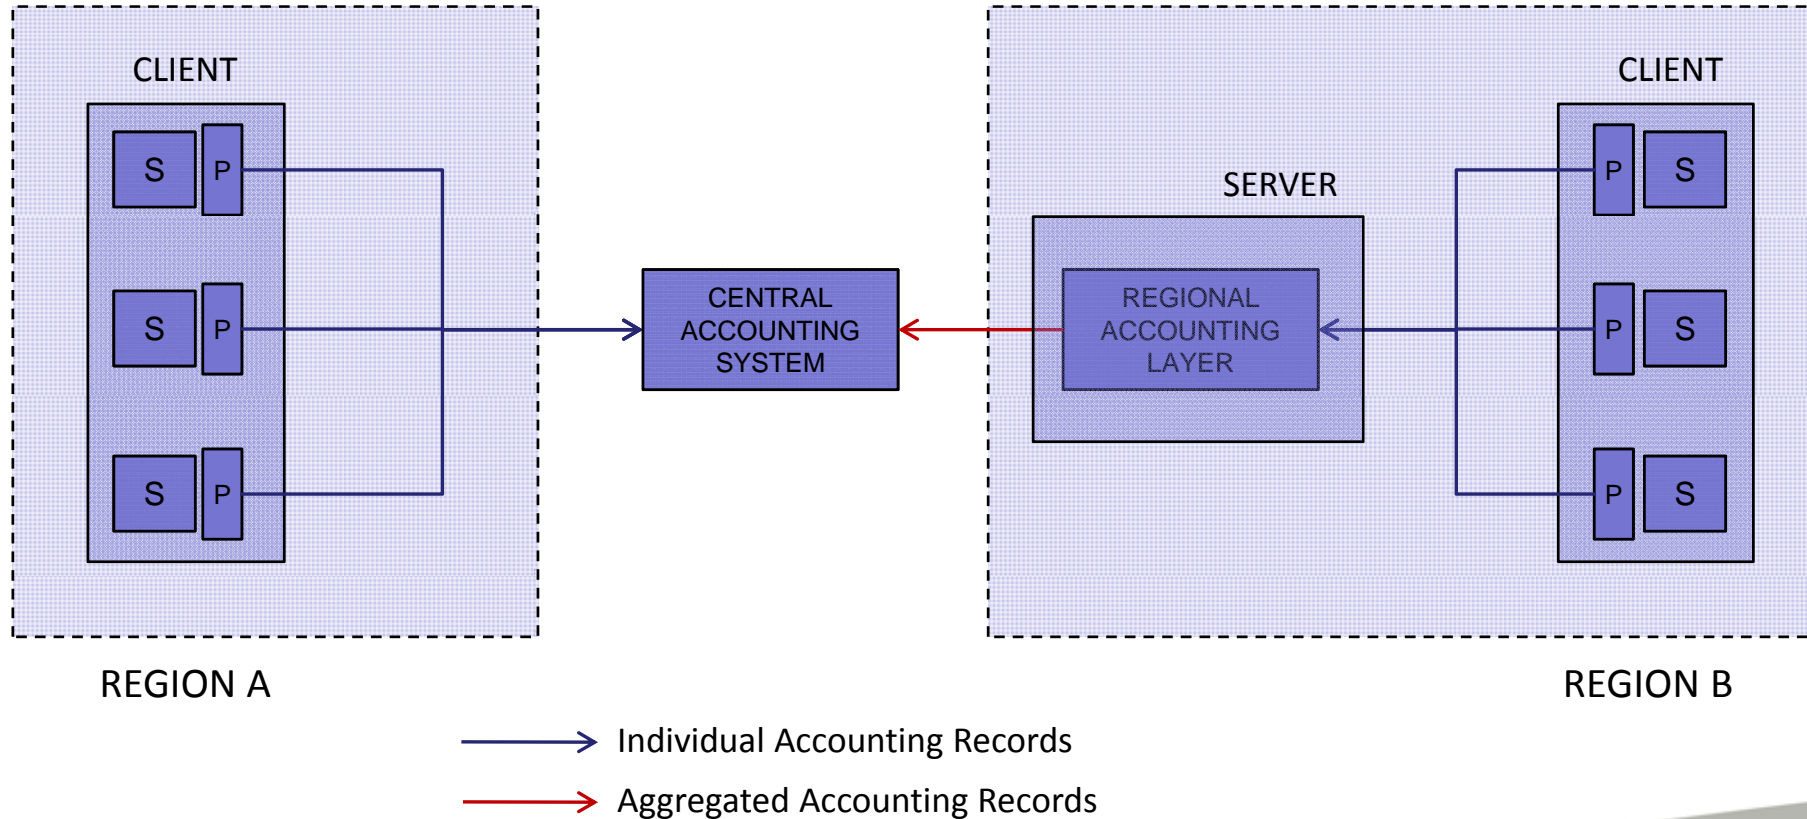 CLIENT
S P
S P
S P
REGION A
CENTRAL
ACCOUNTING
SYSTEM
SERVER
REGIONAL
ACCOUNTING
LAYER
CLIENT
P S
P S
P S
REGION B
Individual Accounting Records
Aggregated Accounting Records